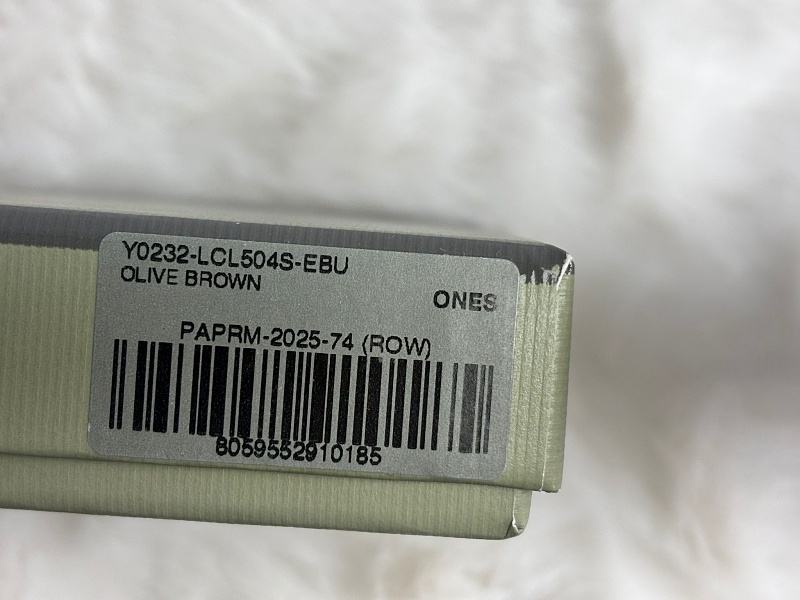 Y0232-LCL504S-EBU
OLIVE BROWN
ONES
PAPRM-2025-74 (ROW)
8059552910185